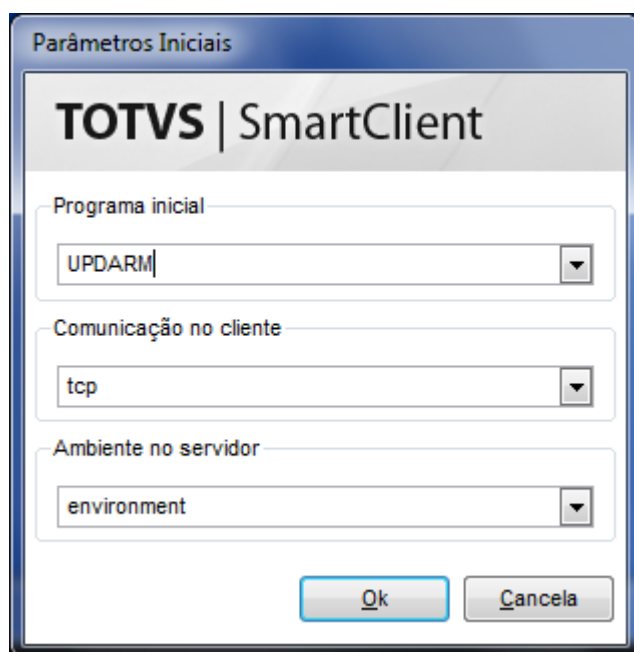 Parâmetros Iniciais
TOTVS | SmartClient
Programa inicial
UPDARM
Comunicação no cliente
tcp
Ambiente no servidor
environment
Ok Cancela